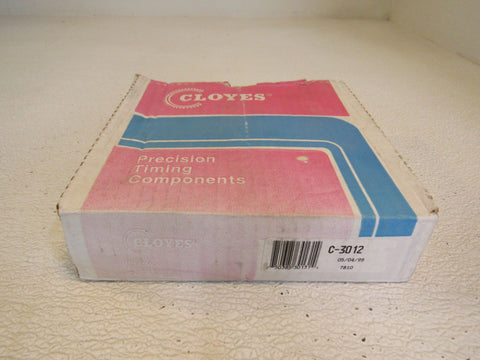 CLOYES
Precision
Timing
Components
CLOYES
C-3012
05/04/99
7810